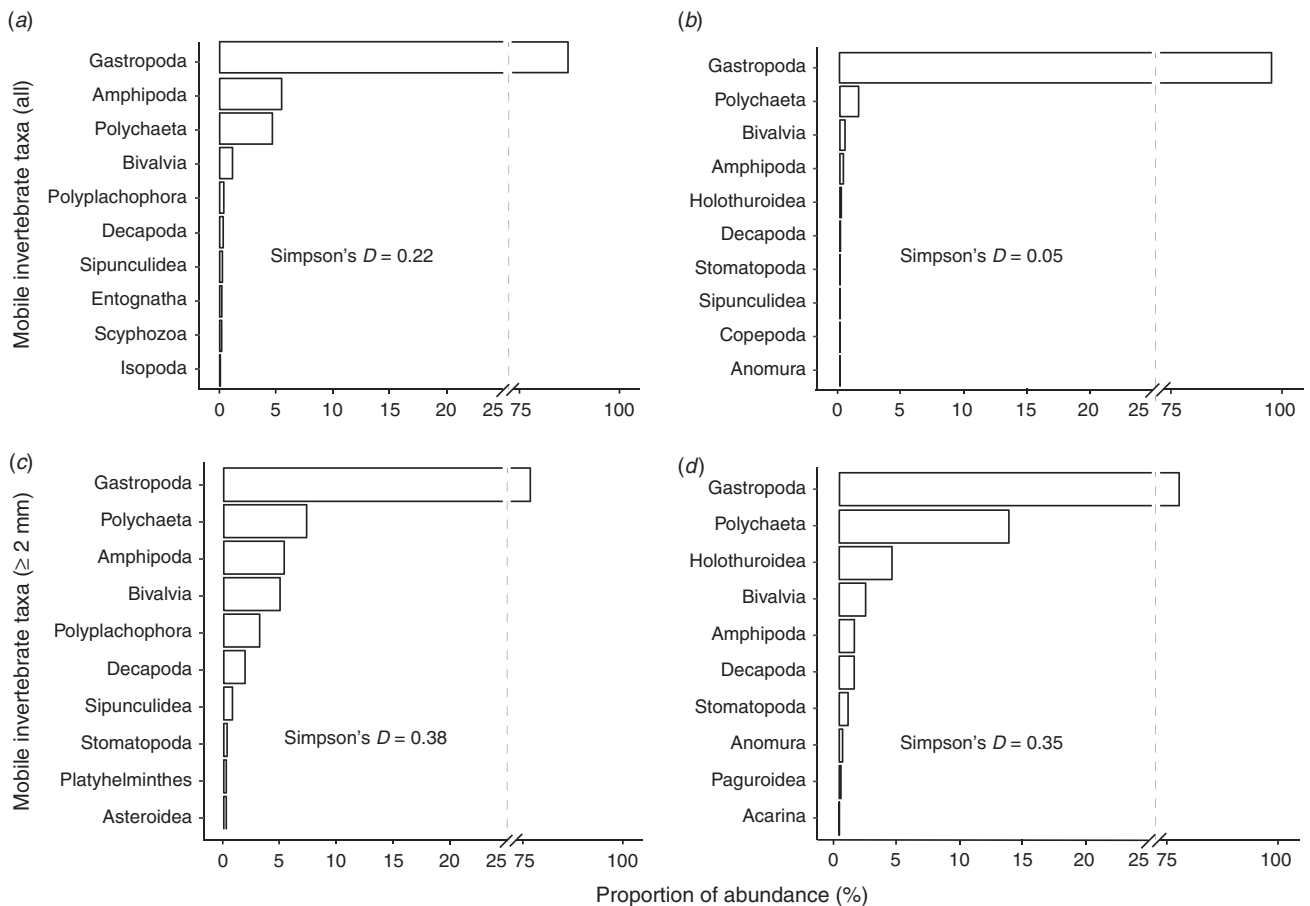 (a)
Mobile invertebrate taxa (all)
Gastropoda
Amphipoda
Polychaeta
Bivalvia
Polyplachophora
Decapoda
Sipunculidea
Entognatha
Scyphozoa
Isopoda
Simpson's D = 0.22
0 5 10 15 20 25 75 100
(b)
Gastropoda
Polychaeta
Bivalvia
Amphipoda
Holothuroidea
Decapoda
Stomatopoda
Sipunculidea
Copepoda
Anomura
Simpson's D = 0.05
0 5 10 15 20 25 75 100
(c)
Mobile invertebrate taxa (≥ 2 mm)
Gastropoda
Polychaeta
Amphipoda
Bivalvia
Polyplachophora
Decapoda
Sipunculidea
Stomatopoda
Platyhelminthes
Asteroidea
Simpson's D = 0.38
0 5 10 15 20 25 75 100
(d)
Gastropoda
Polychaeta
Holothuroidea
Bivalvia
Amphipoda
Decapoda
Stomatopoda
Anomura
Paguroidea
Acarina
Simpson's D = 0.35
0 5 10 15 20 25 75 100
Proportion of abundance (%)